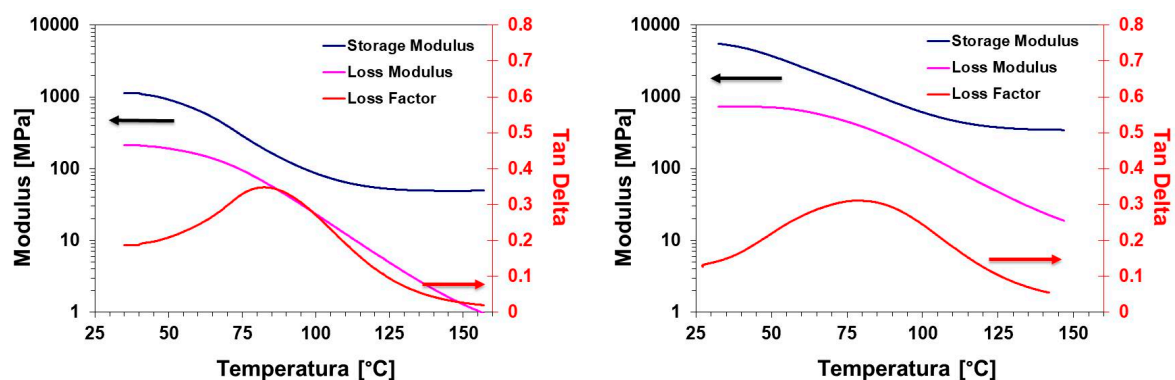 10000
1000
100
10
1
Modulus [MPa]
Storage Modulus
Loss Modulus
Loss Factor
0.8
0.7
0.6
0.5
0.4
0.3
0.2
0.1
0
Tan Delta
25 50 75 100 125 150
Temperatura [°C]
10000
1000
100
10
1
Modulus [MPa]
Storage Modulus
Loss Modulus
Loss Factor
0.8
0.7
0.6
0.5
0.4
0.3
0.2
0.1
0
Tan Delta
25 50 75 100 125 150
Temperatura [°C]